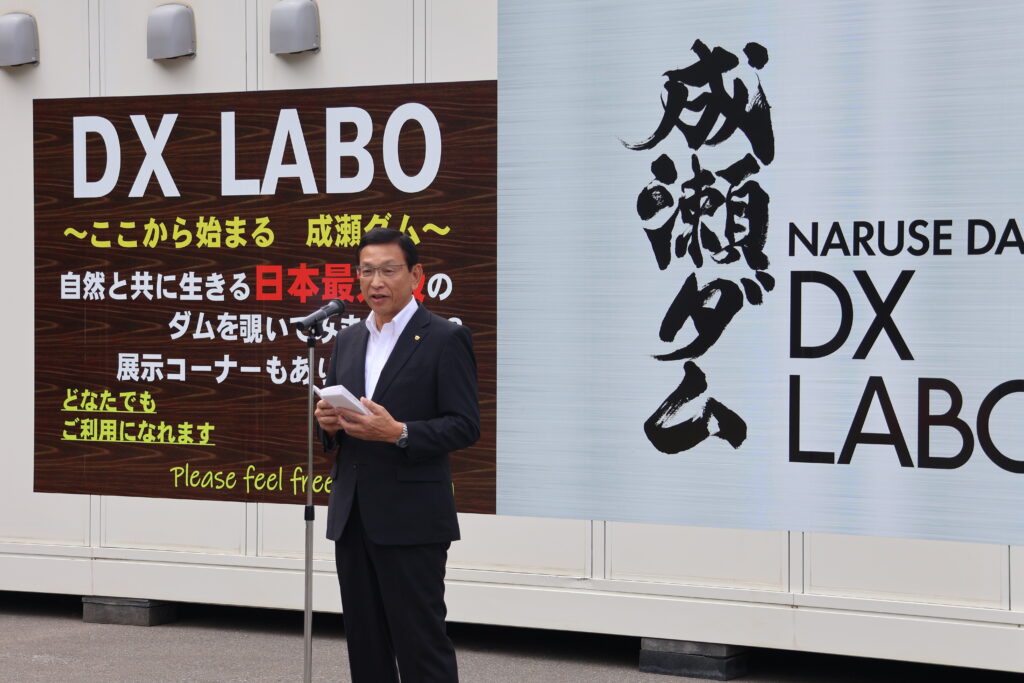 DX LABO
～ここから始まる 成瀬ダム～
自然と共に生きる日本最
の
ダムを覗いて
展示コーナーもあり
どなたでも
ご利用になれます
Please feel free
成瀬ダム
NARUSE DA
DX
LABO